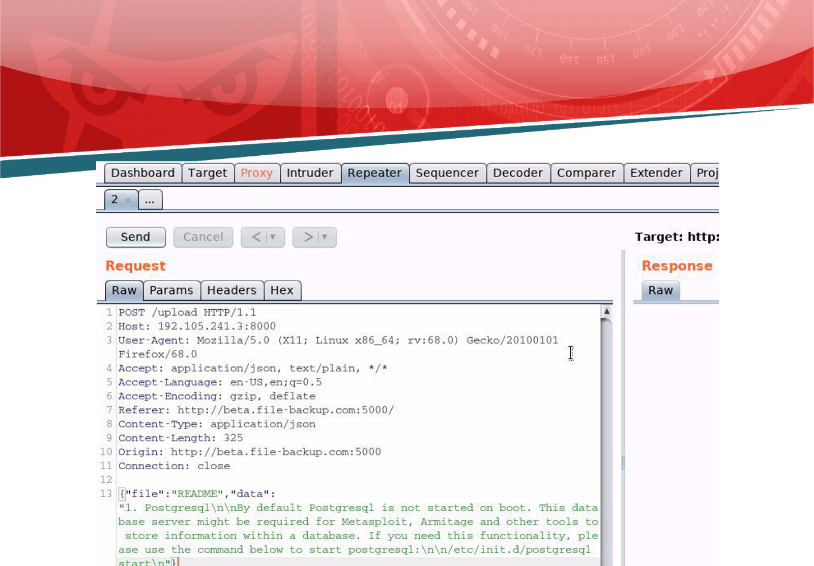 Dashboard Target Proxy Intruder Repeater Sequencer Decoder Comparer Extender Proj
2 × ...
Send Cancel < > Target: http:
Request Response
Raw Params Headers Hex Raw
1 POST /upload HTTP/1.1
2 Host: 192.105.241.3:8000
3 User-Agent: Mozilla/5.0 (X11; Linux x86_64; rv:68.0) Gecko/20100101
Firefox/68.0
4 Accept: application/json, text/plain, */*
5 Accept-Language: en-US,en;q=0.5
6 Accept-Encoding: gzip, deflate
7 Referer: http://beta.file-backup.com:5000/
8 Content-Type: application/json
9 Content-Length: 325
10 Origin: http://beta.file-backup.com:5000
11 Connection: close
12
13 {"file":"README","data":
"1. Postgresql\n\nBy default Postgresql is not started on boot. This data
base server might be required for Metasploit, Armitage and other tools to
store information within a database. If you need this functionality, ple
ase use the command below to start postgresql:\n\n/etc/init.d/postgresql
start\n"}